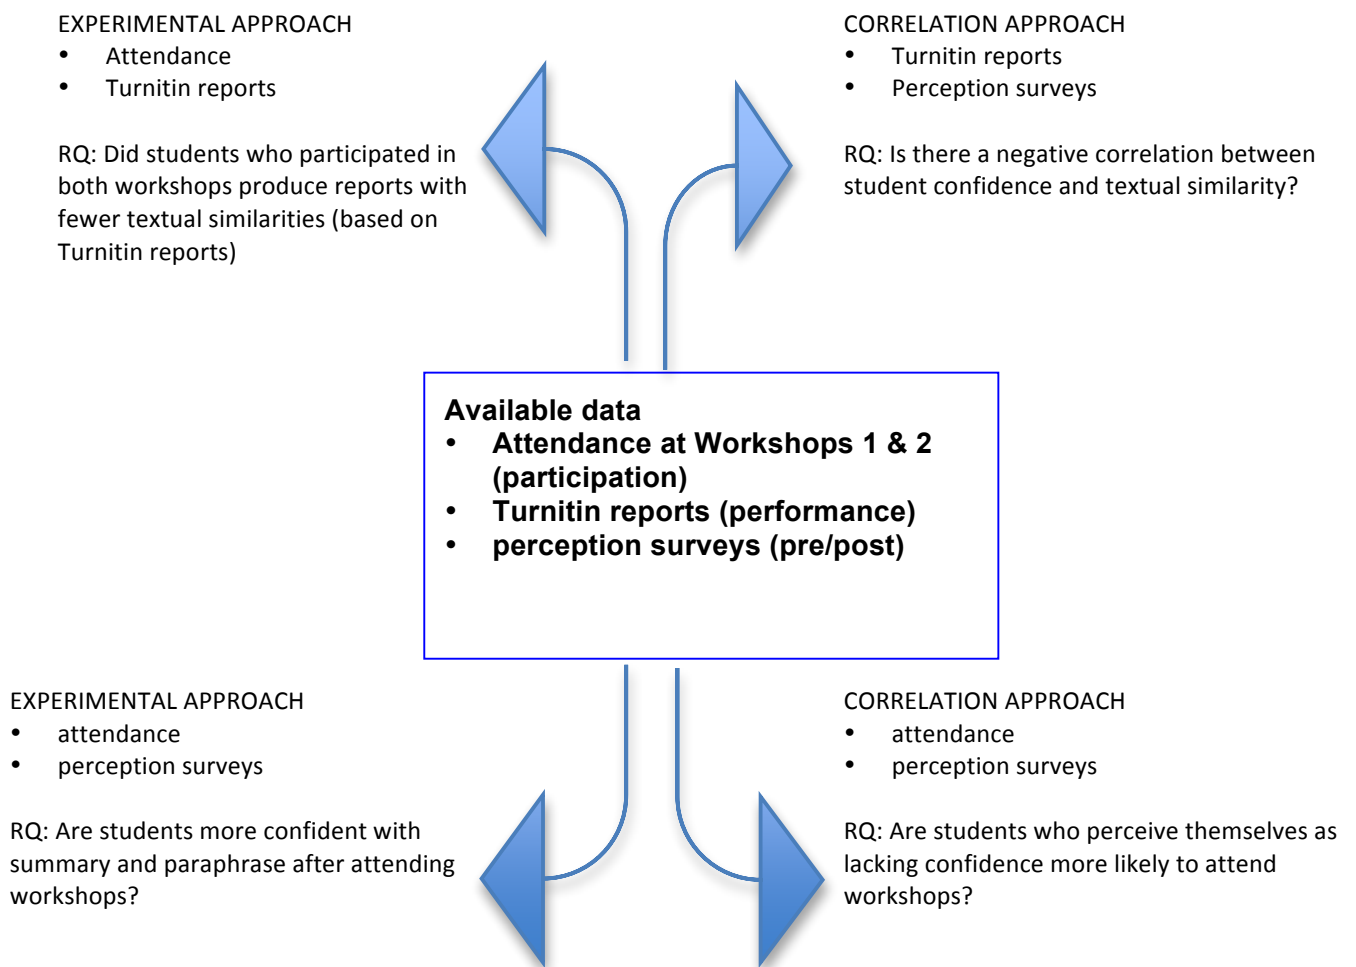 EXPERIMENTAL APPROACH
• Attendance
• Turnitin reports
RQ: Did students who participated in
both workshops produce reports with
fewer textual similarities (based on
Turnitin reports)
CORRELATION APPROACH
• Turnitin reports
• Perception surveys
RQ: Is there a negative correlation between
student confidence and textual similarity?
Available data
• Attendance at Workshops 1 & 2
(participation)
• Turnitin reports (performance)
• perception surveys (pre/post)
EXPERIMENTAL APPROACH
• attendance
• perception surveys
RQ: Are students more confident with
summary and paraphrase after attending
workshops?
CORRELATION APPROACH
• attendance
• perception surveys
RQ: Are students who perceive themselves as
lacking confidence more likely to attend
workshops?